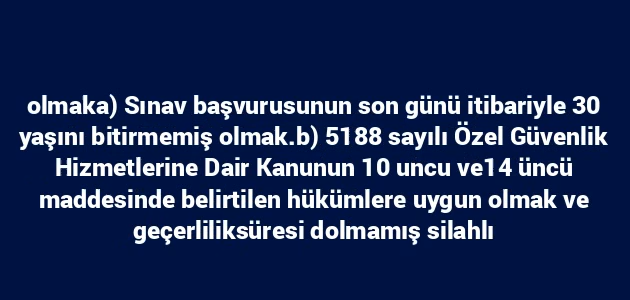 olmaka) Sınav başvurusunun son günü itibariyle 30
yaşını bitirmemiş olmak.b) 5188 sayılı Özel Güvenlik
Hizmetlerine Dair Kanunun 10 uncu ve14 üncü
maddesinde belirtilen hükümlere uygun olmak ve
geçerliliksüresi dolmamış silahlı